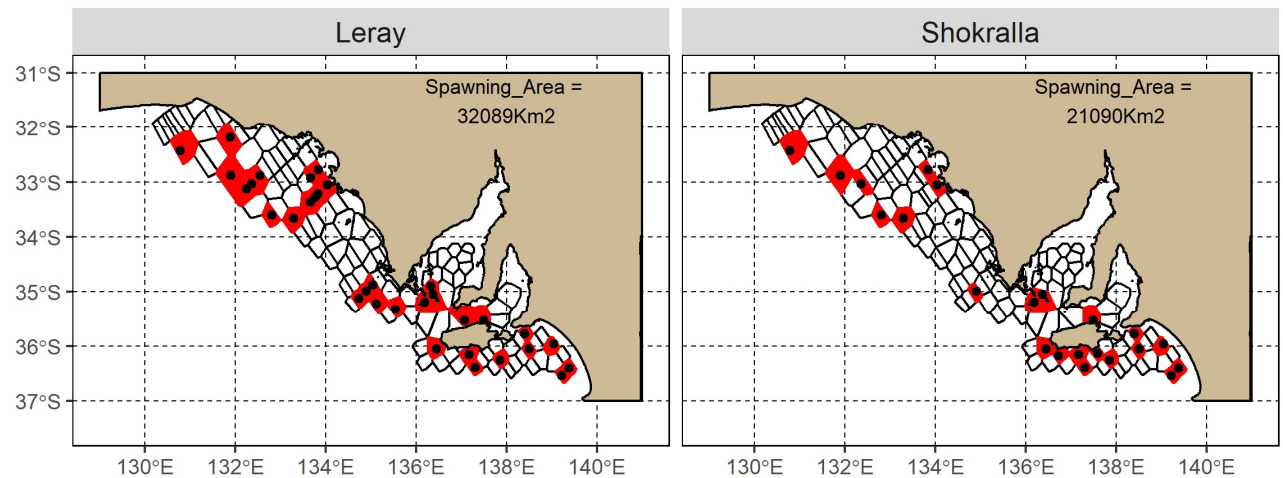 Leray
Shokralla
31°S
32°S
33°S
34°S
35°S
36°S
37°S
Spawning_Area =
32089Km2
Spawning_Area =
21090Km2
130°E
132°E
134°E
136°E
138°E
140°E
130°E
132°E
134°E
136°E
138°E
140°E